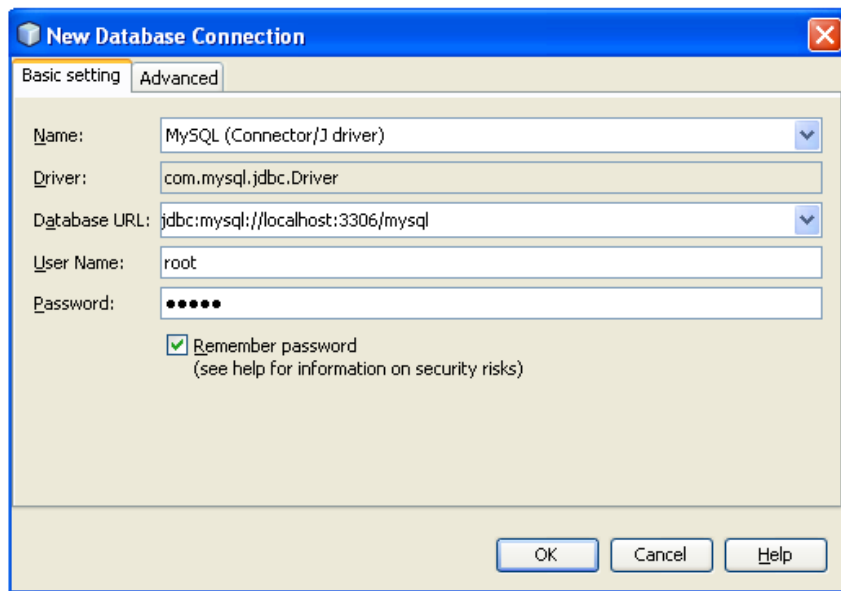 New Database Connection
Basic setting Advanced
Name: MySQL (Connector/J driver)
Driver: com.mysql.jdbc.Driver
Database URL: jdbc:mysql://localhost:3306/mysql
User Name: root
Password: •••••
Remember password
(see help for information on security risks)
OK Cancel Help